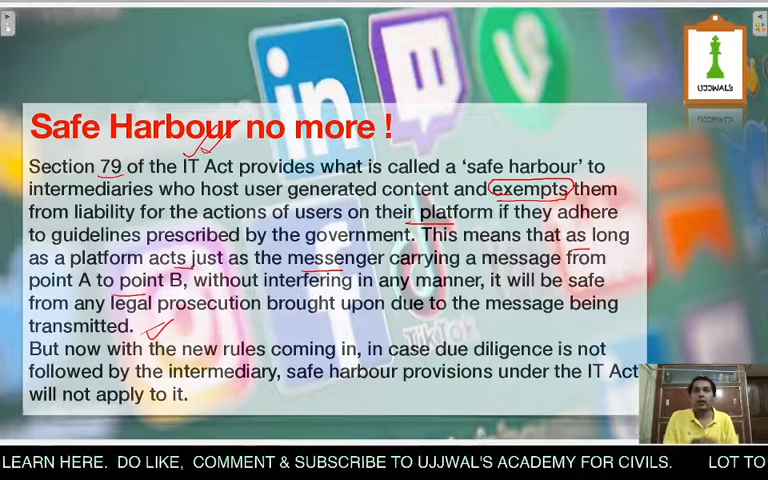 UJJWAL'S
Safe Harbour no more !
Section 79 of the IT Act provides what is called a ‘safe harbour’ to
intermediaries who host user generated content and exempts them
from liability for the actions of users on their platform if they adhere
to guidelines prescribed by the government. This means that as long
as a platform acts just as the messenger carrying a message from
point A to point B, without interfering in any manner, it will be safe
from any legal prosecution brought upon due to the message being
transmitted.
But now with the new rules coming in, in case due diligence is not
followed by the intermediary, safe harbour provisions under the IT Act
will not apply to it.
in
TikTok
LEARN HERE. DO LIKE, COMMENT & SUBSCRIBE TO UJJWAL'S ACADEMY FOR CIVILS. LOT TO